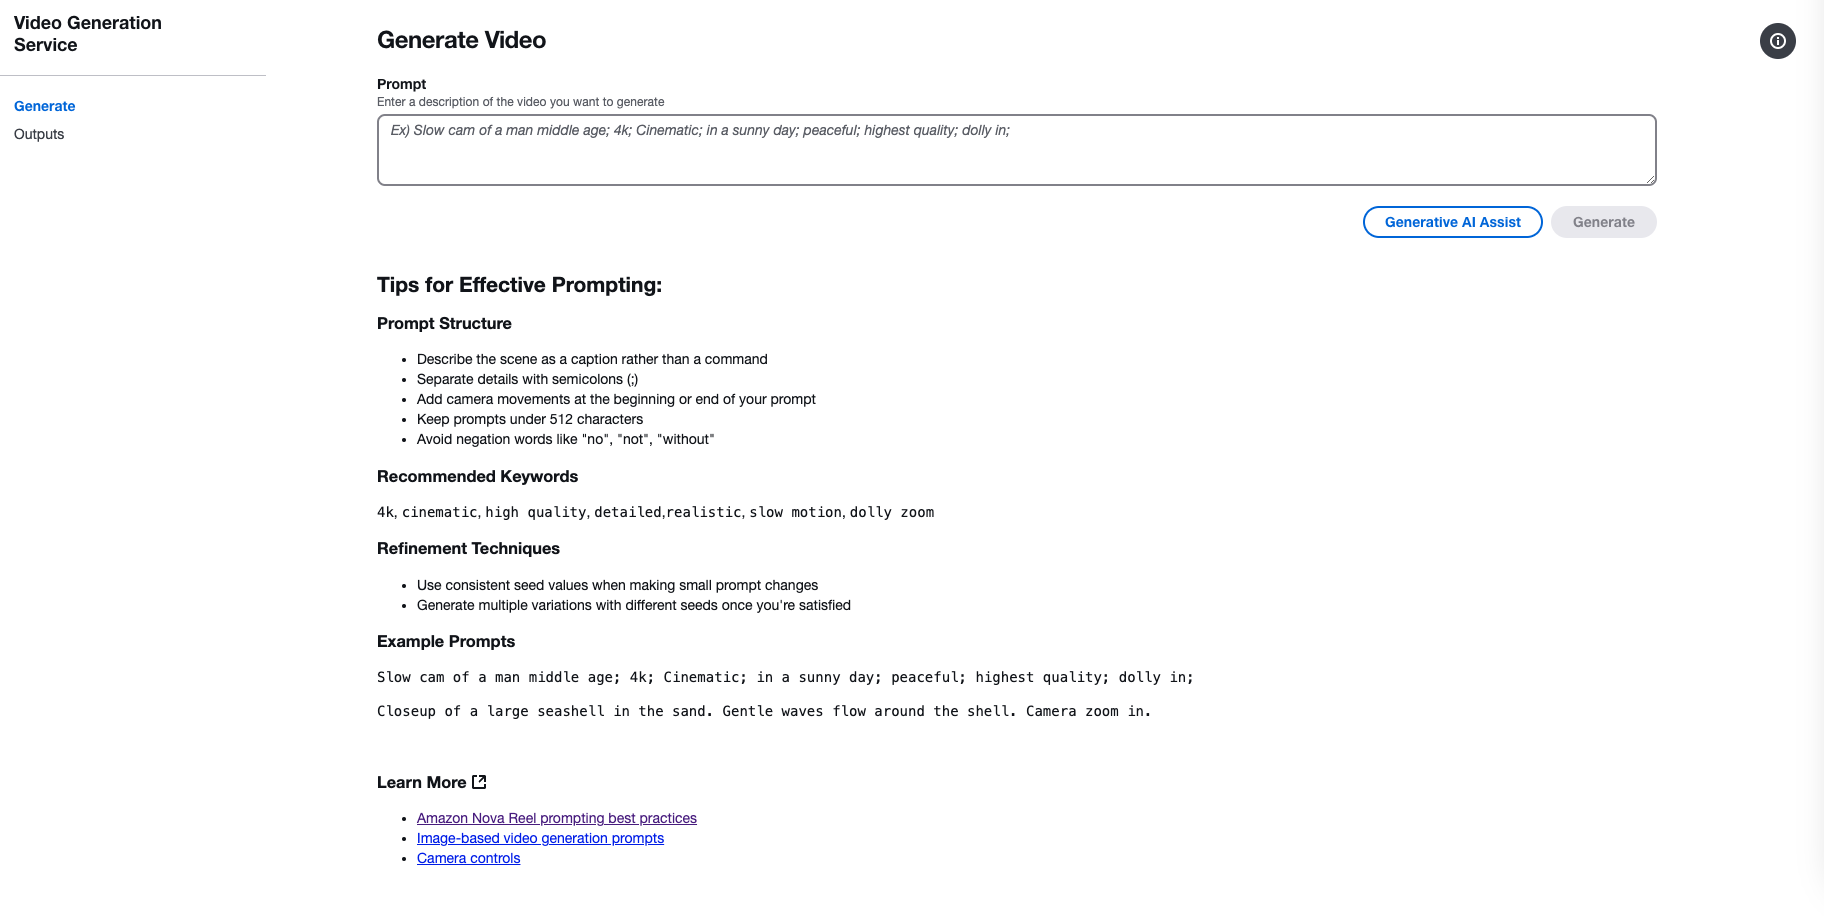 Video Generation
Service
Generate
Outputs
Generate Video
Prompt
Enter a description of the video you want to generate
Ex) Slow cam of a man middle age; 4k; Cinematic; in a sunny day; peaceful; highest quality; dolly in;
Generative AI Assist
Generate
Tips for Effective Prompting:
Prompt Structure
Describe the scene as a caption rather than a command
Separate details with semicolons (;)
Add camera movements at the beginning or end of your prompt
Keep prompts under 512 characters
Avoid negation words like "no", "not", "without"
Recommended Keywords
4k, cinematic, high quality, detailed,realistic, slow motion, dolly zoom
Refinement Techniques
Use consistent seed values when making small prompt changes
Generate multiple variations with different seeds once you're satisfied
Example Prompts
Slow cam of a man middle age; 4k; Cinematic; in a sunny day; peaceful; highest quality; dolly in;
Closeup of a large seashell in the sand. Gentle waves flow around the shell. Camera zoom in.
Learn More
Amazon Nova Reel prompting best practices
Image-based video generation prompts
Camera controls